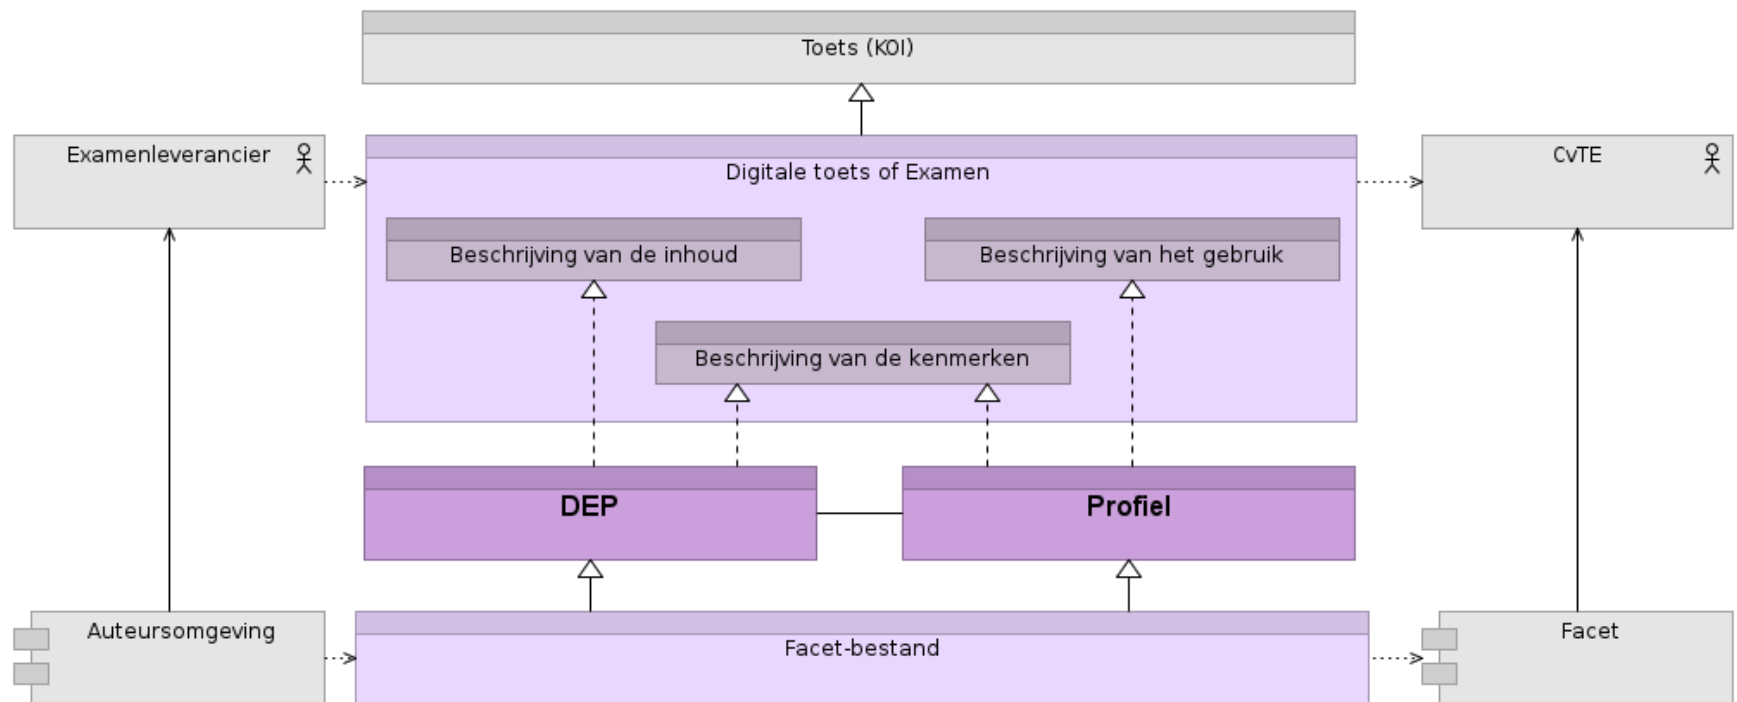 Toets (KOI)
Examenleverancier
Digitale toets of Examen
CvTE
Beschrijving van de inhoud
Beschrijving van het gebruik
Beschrijving van de kenmerken
DEP
Profiel
Auteursomgeving
Facet-bestand
Facet